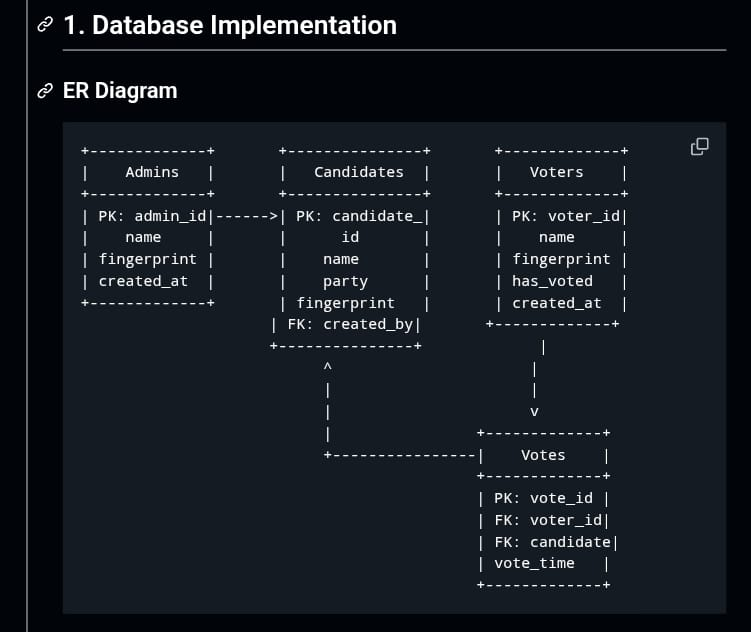 1. Database Implementation
ER Diagram
+-------------+       +---------------+       +-------------+
|    Admins   |       |   Candidates  |       |   Voters    |
+-------------+       +---------------+       +-------------+
| PK: admin_id|------>| PK: candidate_|       | PK: voter_id|
|    name     |       |      id       |       |    name     |
| fingerprint |       |    name       |       | fingerprint |
| created_at  |       |    party      |       | has_voted   |
+-------------+       | fingerprint   |       | created_at  |
                     | FK: created_by|       +-------------+
                     +---------------+             |
                           ^                      |
                           |                      |
                           |                      v
                           |                +-------------+
                           +----------------|    Votes    |
                                            +-------------+
                                            | PK: vote_id |
                                            | FK: voter_id|
                                            | FK: candidate|
                                            | vote_time   |
                                            +-------------+